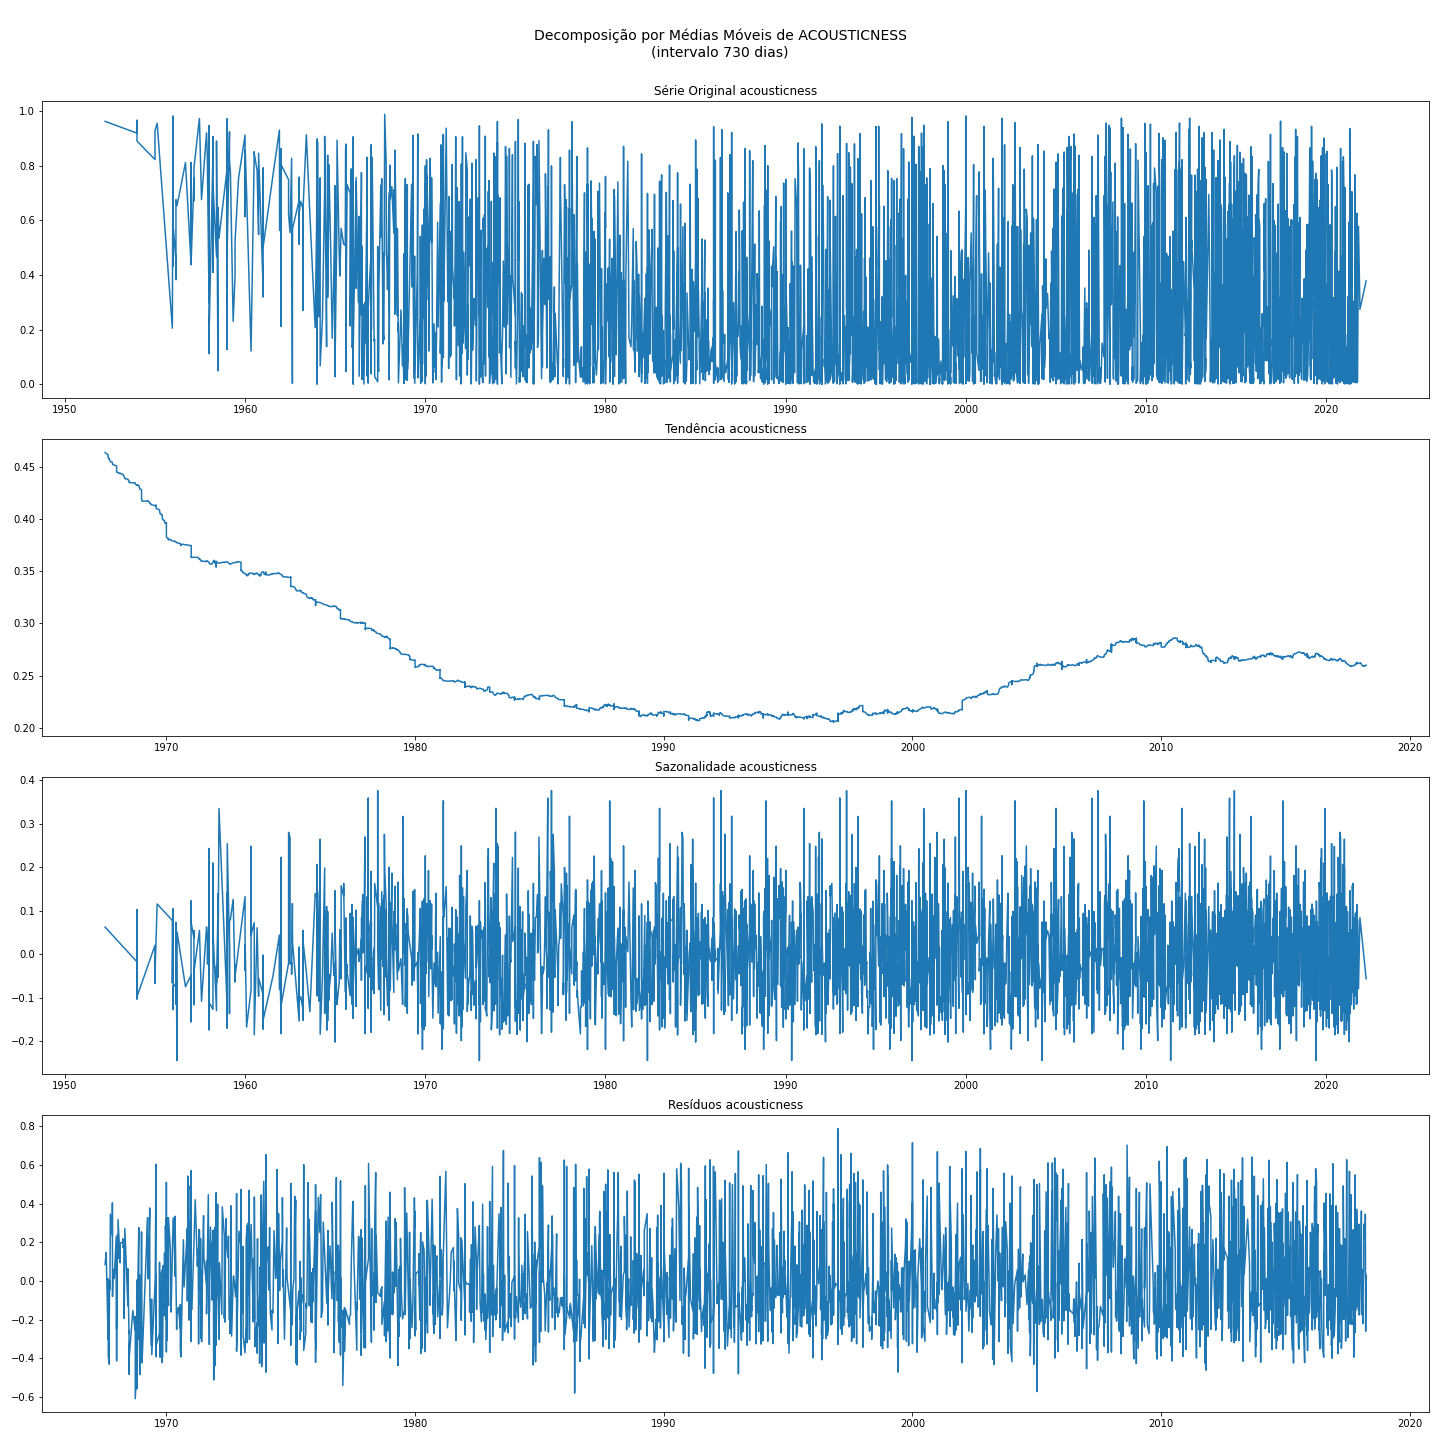 Decomposição por Médias Móveis de ACOUSTICNESS
(intervalo 730 dias)
Série Original acousticness
1.0
0.8
0.6
0.4
0.2
0.0
1950 1960 1970 1980 1990 2000 2010 2020
Tendência acousticness
0.45
0.40
0.35
0.30
0.25
0.20
1970 1980 1990 2000 2010 2020
Sazonalidade acousticness
0.4
0.3
0.2
0.1
0.0
−0.1
−0.2
1950 1960 1970 1980 1990 2000 2010 2020
Resíduos acousticness
0.8
0.6
0.4
0.2
0.0
−0.2
−0.4
−0.6
1970 1980 1990 2000 2010 2020